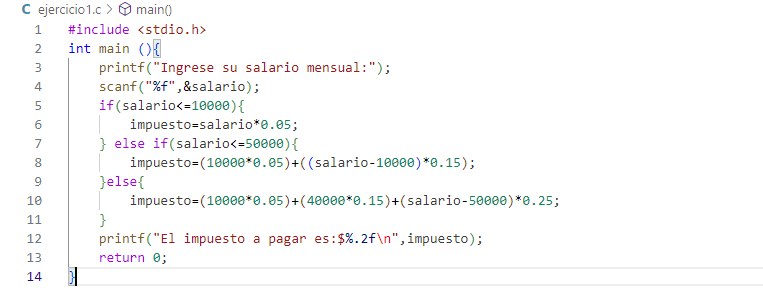 C ejercicio1.c > main()
1 #include <stdio.h>
2 int main (){
3     printf("Ingrese su salario mensual:");
4     scanf("%f",&salario);
5     if(salario<=10000){
6         impuesto=salario*0.05;
7     } else if(salario<=50000){
8         impuesto=(10000*0.05)+((salario-10000)*0.15);
9     }else{
10         impuesto=(10000*0.05)+(40000*0.15)+(salario-50000)*0.25;
11     }
12     printf("El impuesto a pagar es:$%.2f\n",impuesto);
13     return 0;
14 }